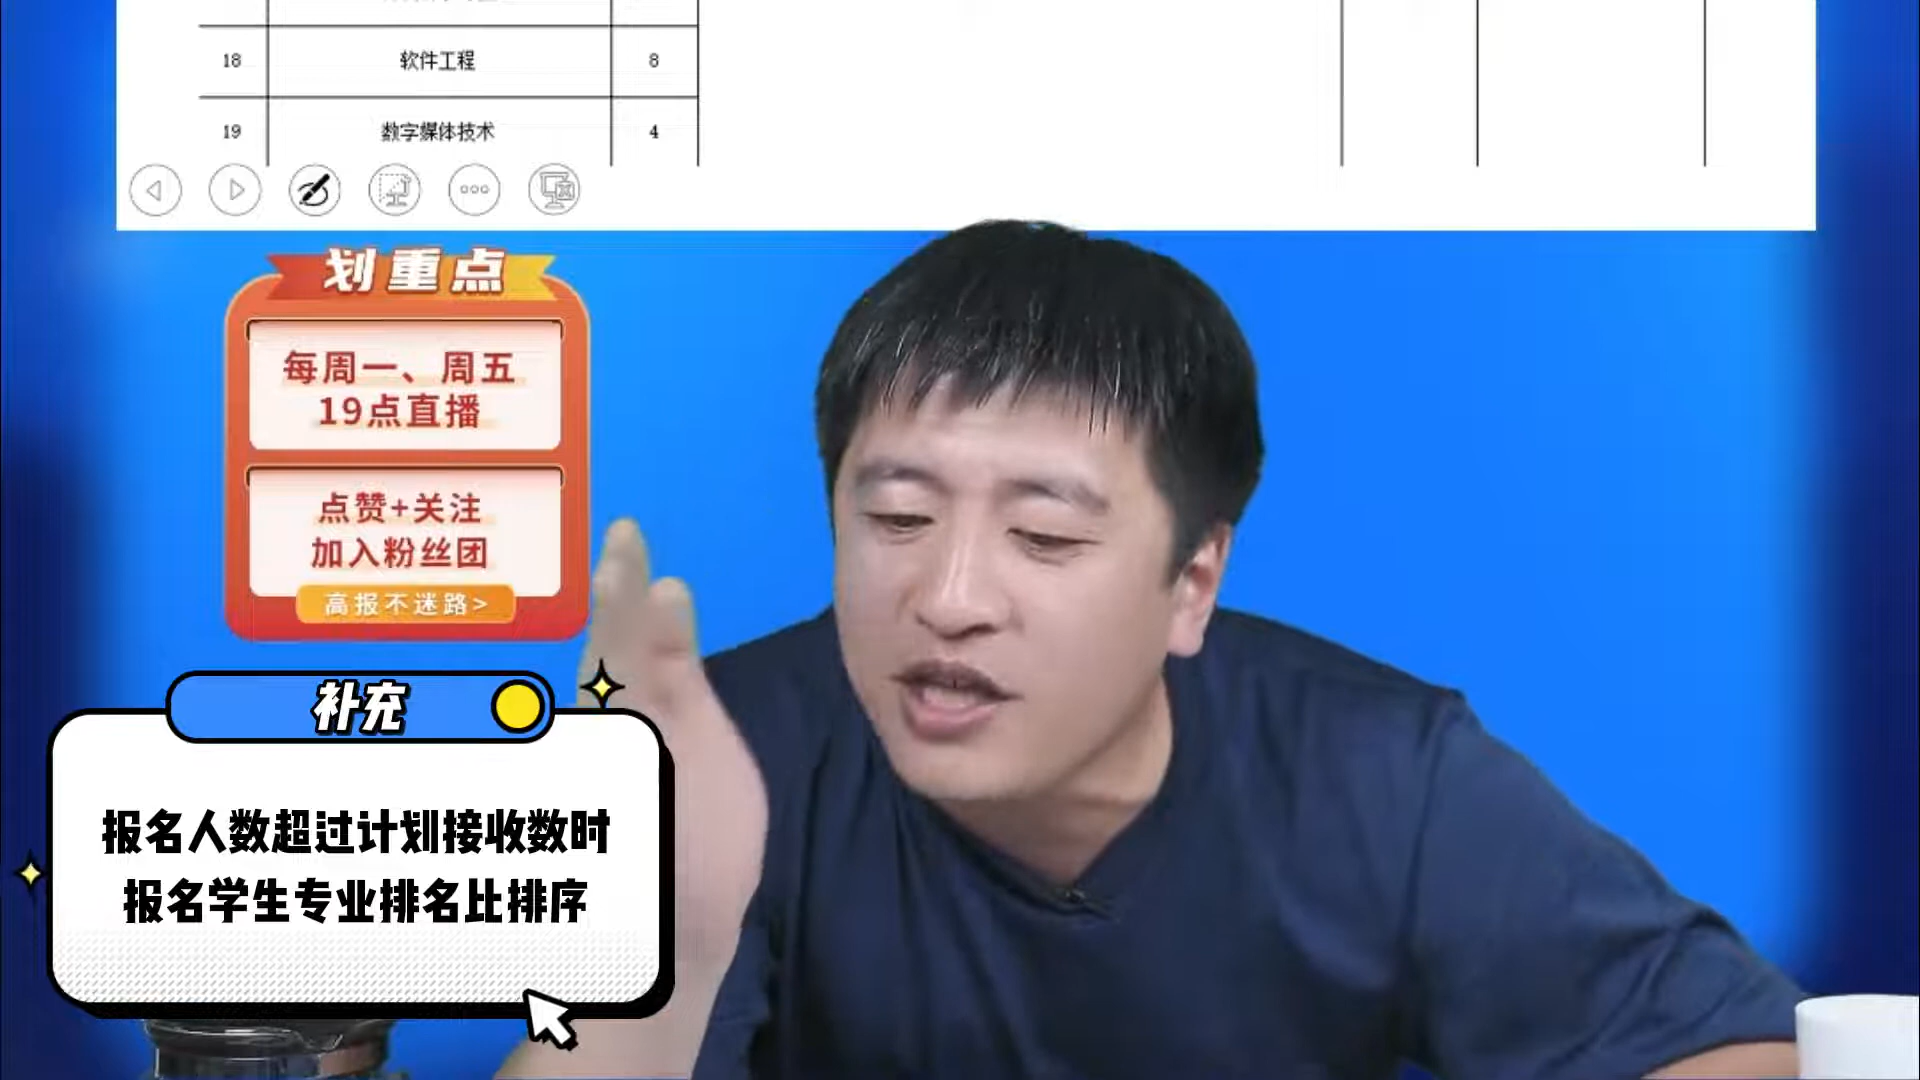 18 软件工程 8
19 数字媒体技术 4
划重点
每周一、周五
19点直播
点赞+关注
加入粉丝团
高报不迷路>
补充
报名人数超过计划接收数时
报名学生专业排名比排序